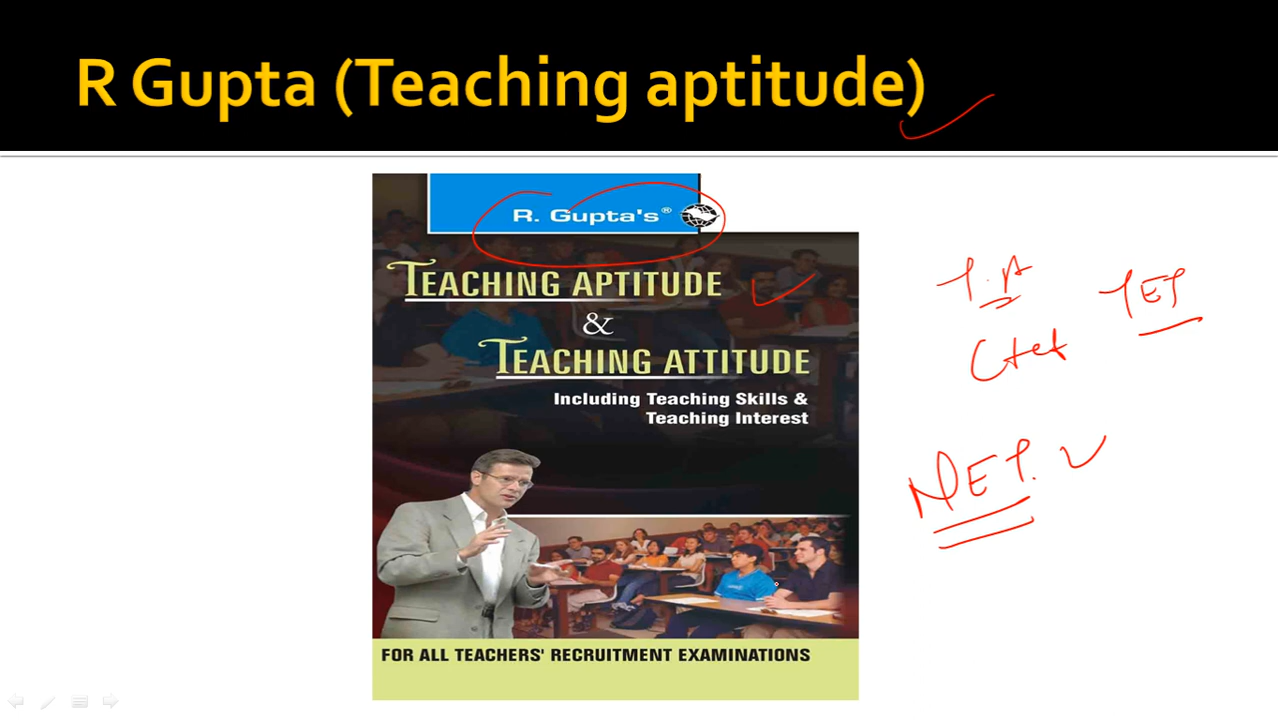 R Gupta (Teaching aptitude)
R. Gupta's®
TEACHING APTITUDE
&
TEACHING ATTITUDE
Including Teaching Skills &
Teaching Interest
FOR ALL TEACHERS' RECRUITMENT EXAMINATIONS
T.A TET
Ctet
NET.